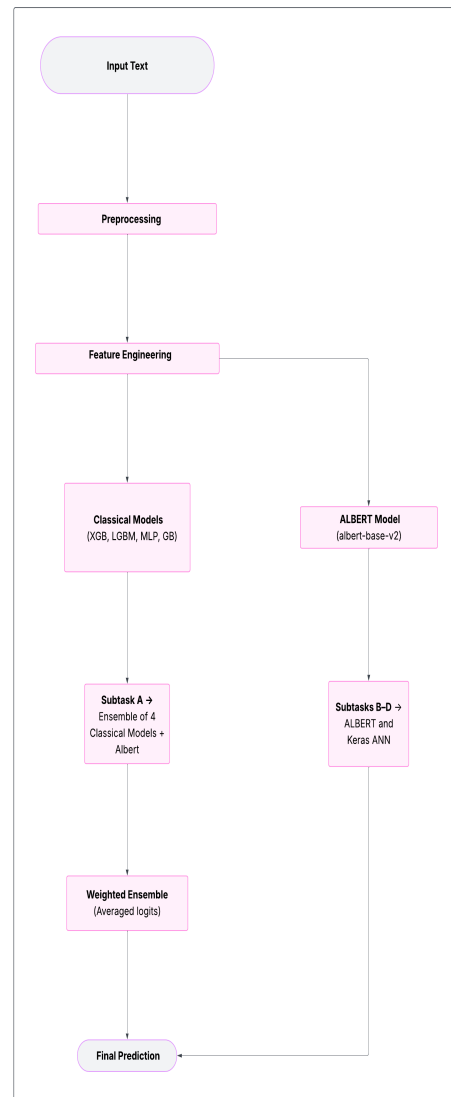 Input Text
Preprocessing
Feature Engineering
Classical Models
(XGB, LGBM, MLP, GB)
ALBERT Model
(albert-base-v2)
Subtask A →
Ensemble of 4
Classical Models +
Albert
Subtasks B–D →
ALBERT and
Keras ANN
Weighted Ensemble
(Averaged logits)
Final Prediction